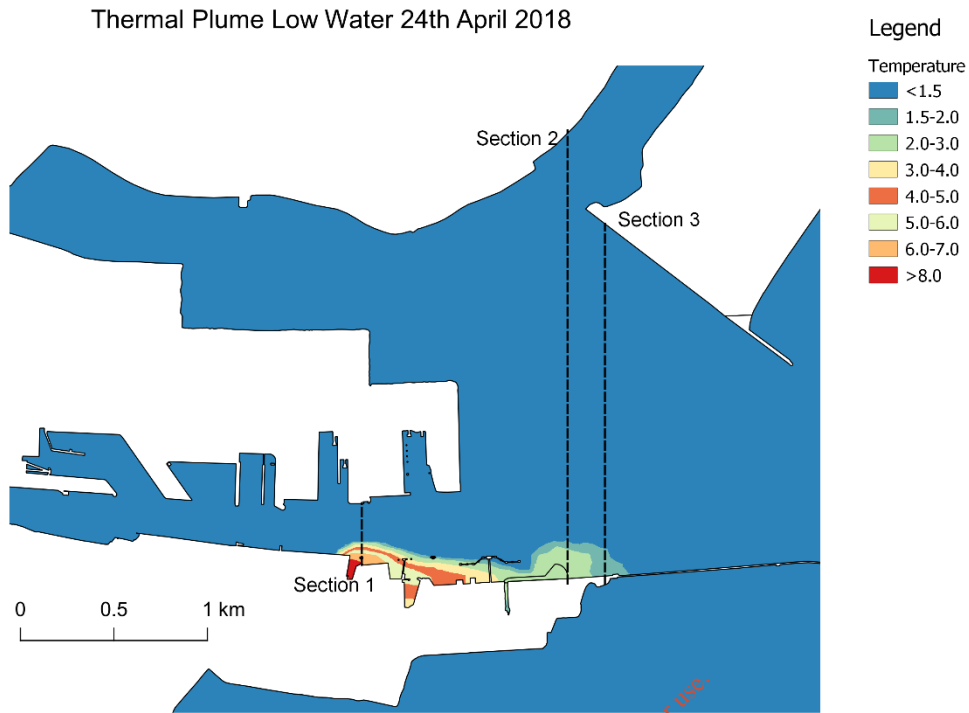 Thermal Plume Low Water 24th April 2018
Legend
Temperature
<1.5
1.5-2.0
2.0-3.0
3.0-4.0
4.0-5.0
5.0-6.0
6.0-7.0
>8.0
Section 2
Section 3
Section 1
0 0.5 1 km
use.